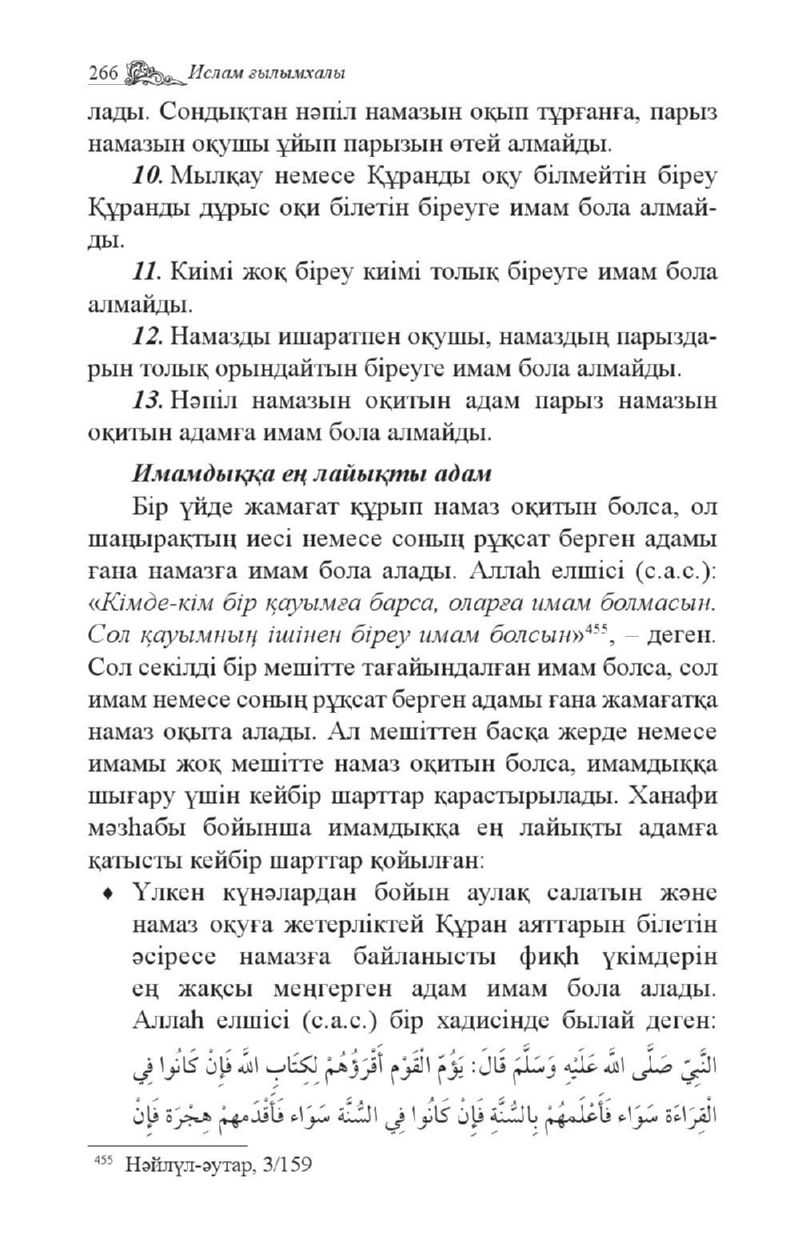 266 Ислам ғылымхалы
лады. Сондықтан нәпіл намазын оқып тұрғанға, парыз
намазын оқушы ұйып парызын өтей алмайды.
10. Мылқау немесе Құранды оқу білмейтін біреу
Құранды дұрыс оқи білетін біреуге имам бола алмай-
ды.
11. Киімі жоқ біреу киімі толық біреуге имам бола
алмайды.
12. Намазды ишаратпен оқушы, намаздың парызда-
рын толық орындайтын біреуге имам бола алмайды.
13. Нәпіл намазын оқитын адам парыз намазын
оқитын адамға имам бола алмайды.
Имамдыққа ең лайықты адам
Бір үйде жамағат құрып намаз оқитын болса, ол
шаңырақтың иесі немесе соның рұқсат берген адамы
ғана намазға имам бола алады. Аллаһ елшісі (с.а.с.):
«Кімде-кім бір қауымға барса, оларға имам болмасын.
Сол қауымның ішінен біреу имам болсын»455, – деген.
Сол секілді бір мешітте тағайындалған имам болса, сол
имам немесе соның рұқсат берген адамы ғана жамағатқа
намаз оқыта алады. Ал мешіттен басқа жерде немесе
имамы жоқ мешітте намаз оқитын болса, имамдыққа
шығару үшін кейбір шарттар қарастырылады. Ханафи
мәзһабы бойынша имамдыққа ең лайықты адамға
қатысты кейбір шарттар қойылған:
♦ Үлкен күнәлардан бойын аулақ салатын және
намаз оқуға жетерліктей Құран аяттарын білетін
әсіресе намазға байланысты фиқһ үкімдерін
ең жақсы меңгерген адам имам бола алады.
Аллаһ елшісі (с.а.с.) бір хадисінде былай деген:
النَّبِيّ صَلَّى اللهُ عَلَيْهِ وَسَلَّمَ قَالَ: يَؤُمّ الْقَوْم أَقْرَؤُهُمْ لِكِتَابِ اللهِ فَإِنْ كَانُوا فِي
الْقِرَاءَةِ سَوَاء فَأَعْلَمهمْ بِالسُّنَّةِ فَإِنْ كَانُوا فِي السُّنَّة سَوَاء فَأَقْدَمهمْ هِجْرَة فَإِنْ
455 Нәйлүл-әутар, 3/159